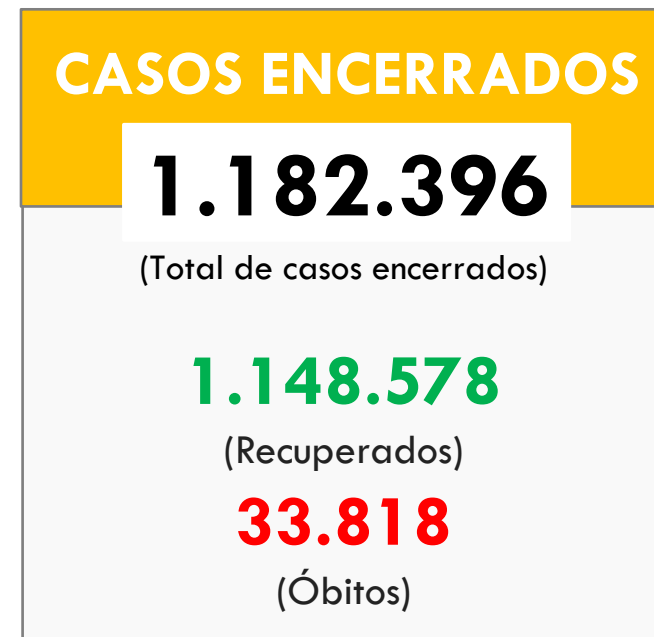 CASOS ENCERRADOS
1.182.396
(Total de casos encerrados)
1.148.578
(Recuperados)
33.818
(Óbitos)